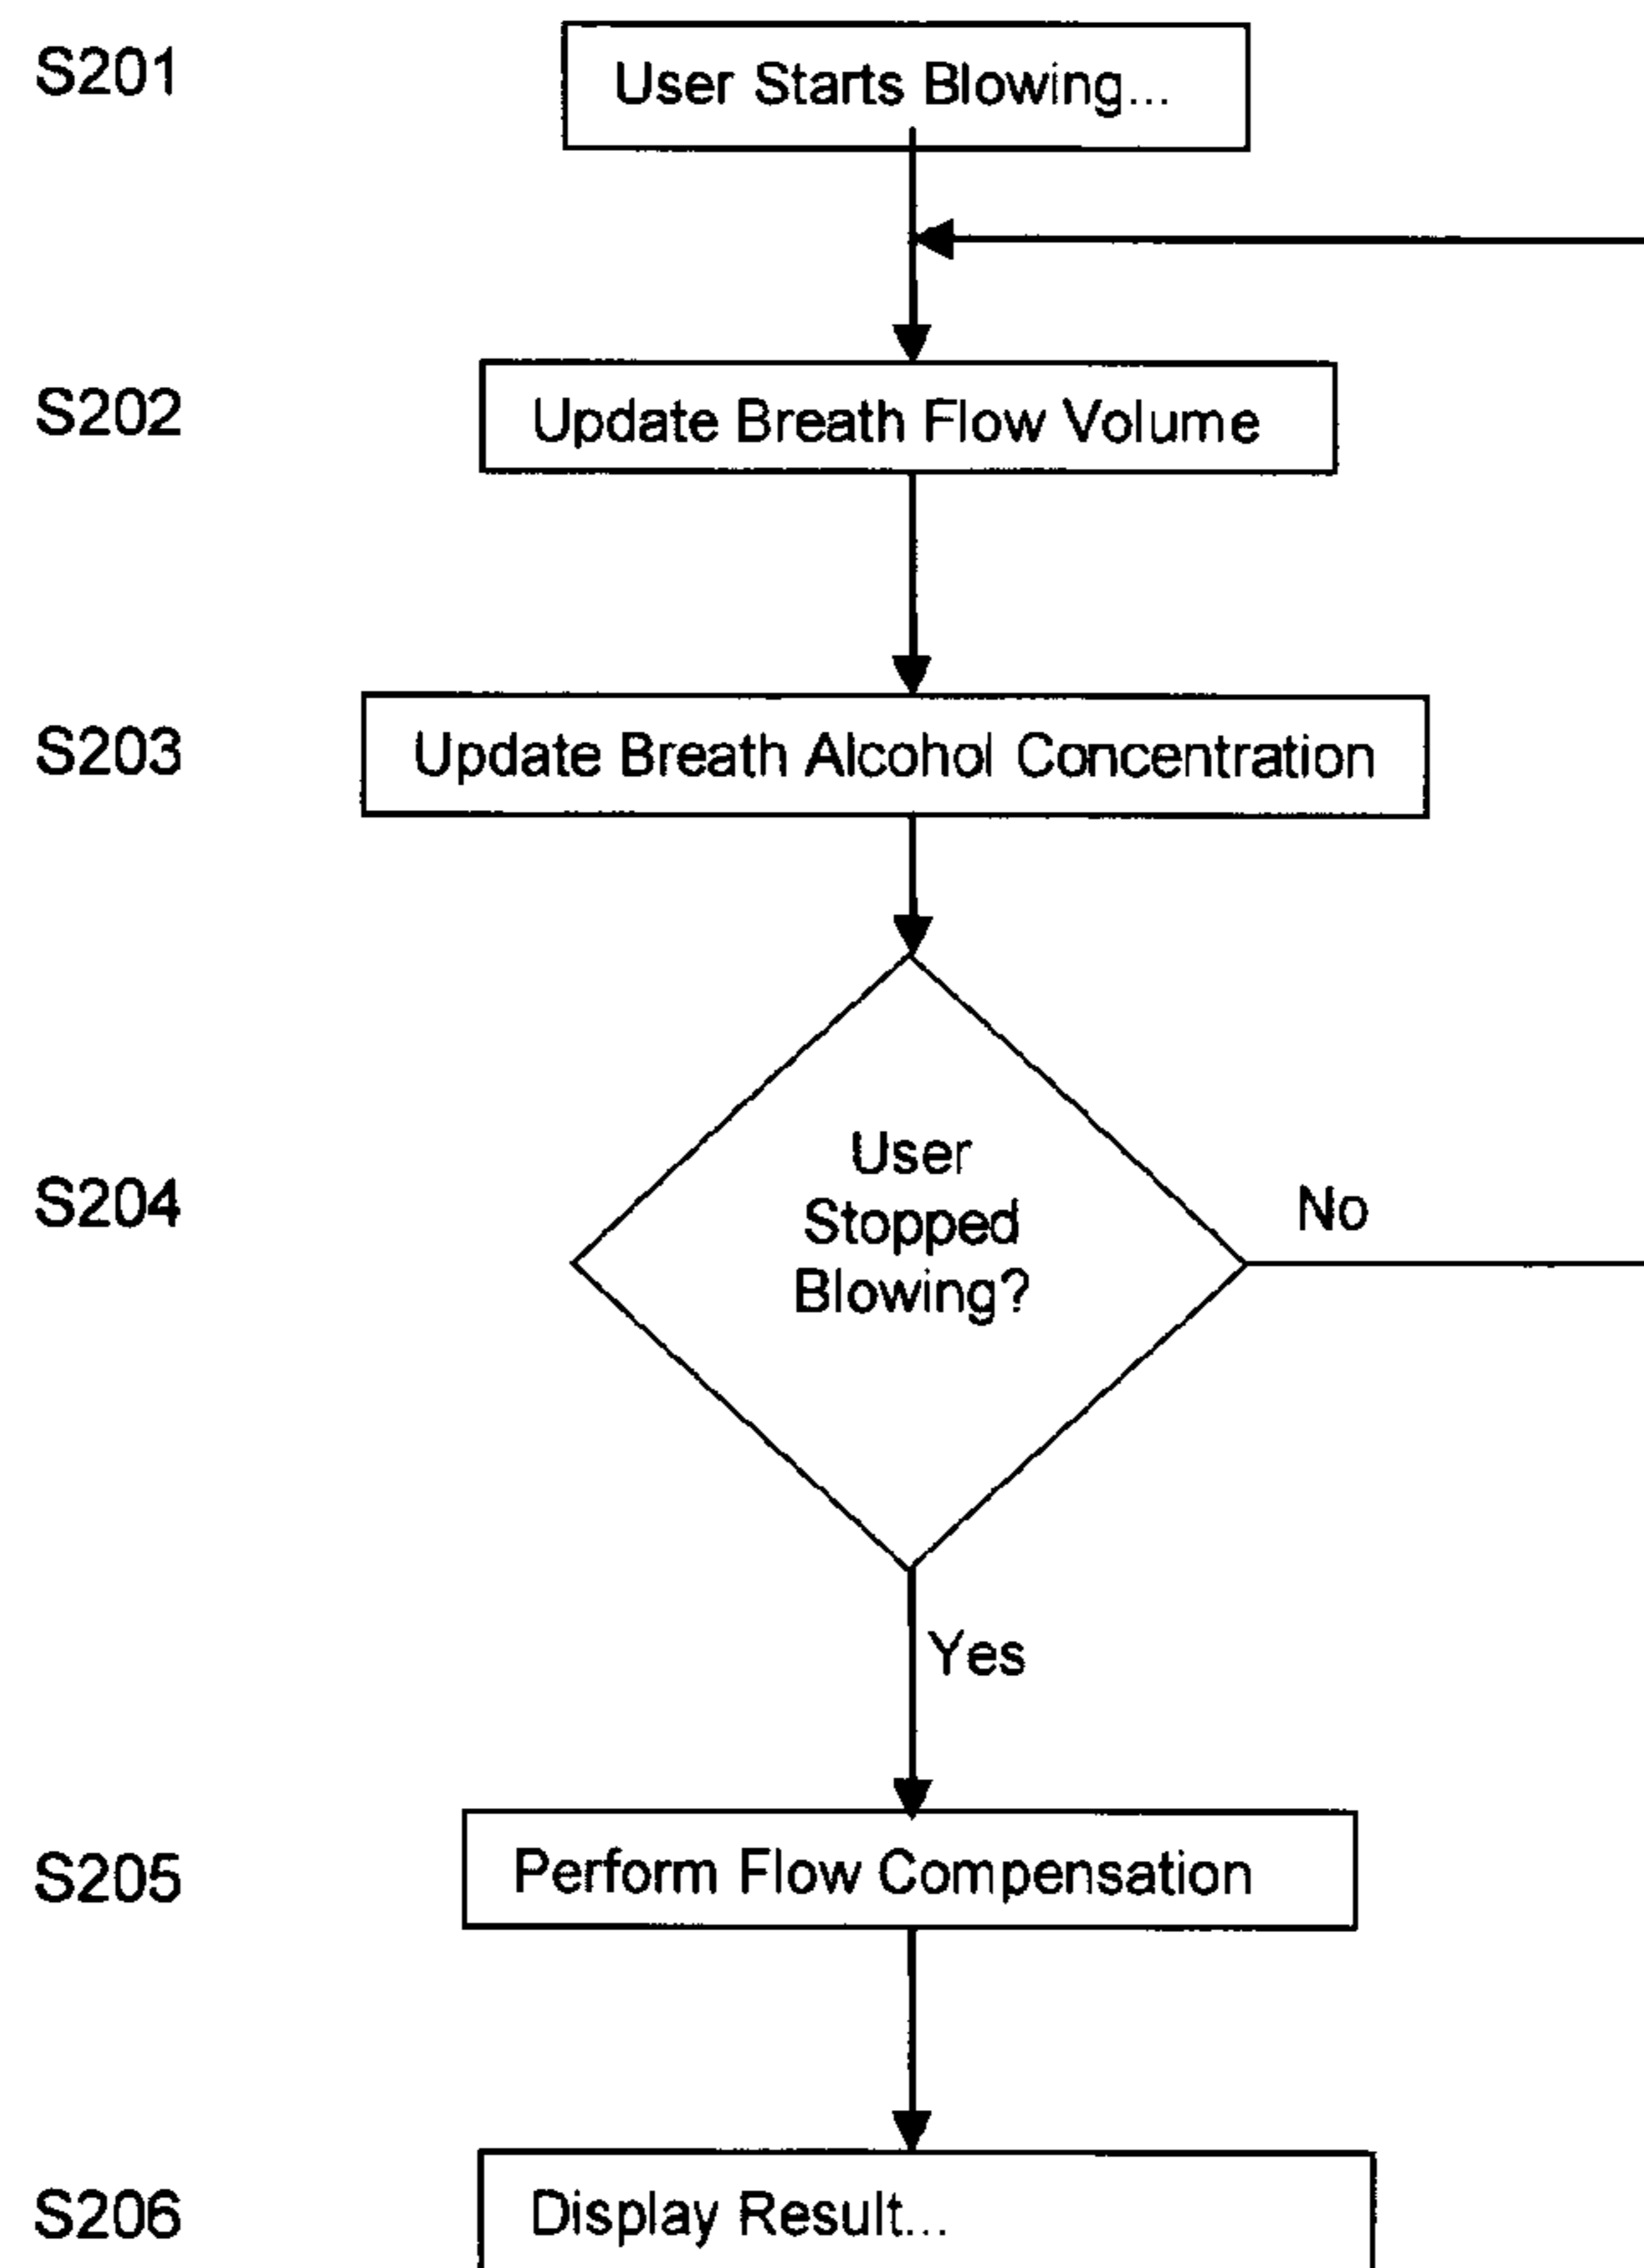 S201
User Starts Blowing...
S202
Update Breath Flow Volume
S203
Update Breath Alcohol Concentration
S204
User
Stopped
Blowing?
No
Yes
S205
Perform Flow Compensation
S206
Display Result...